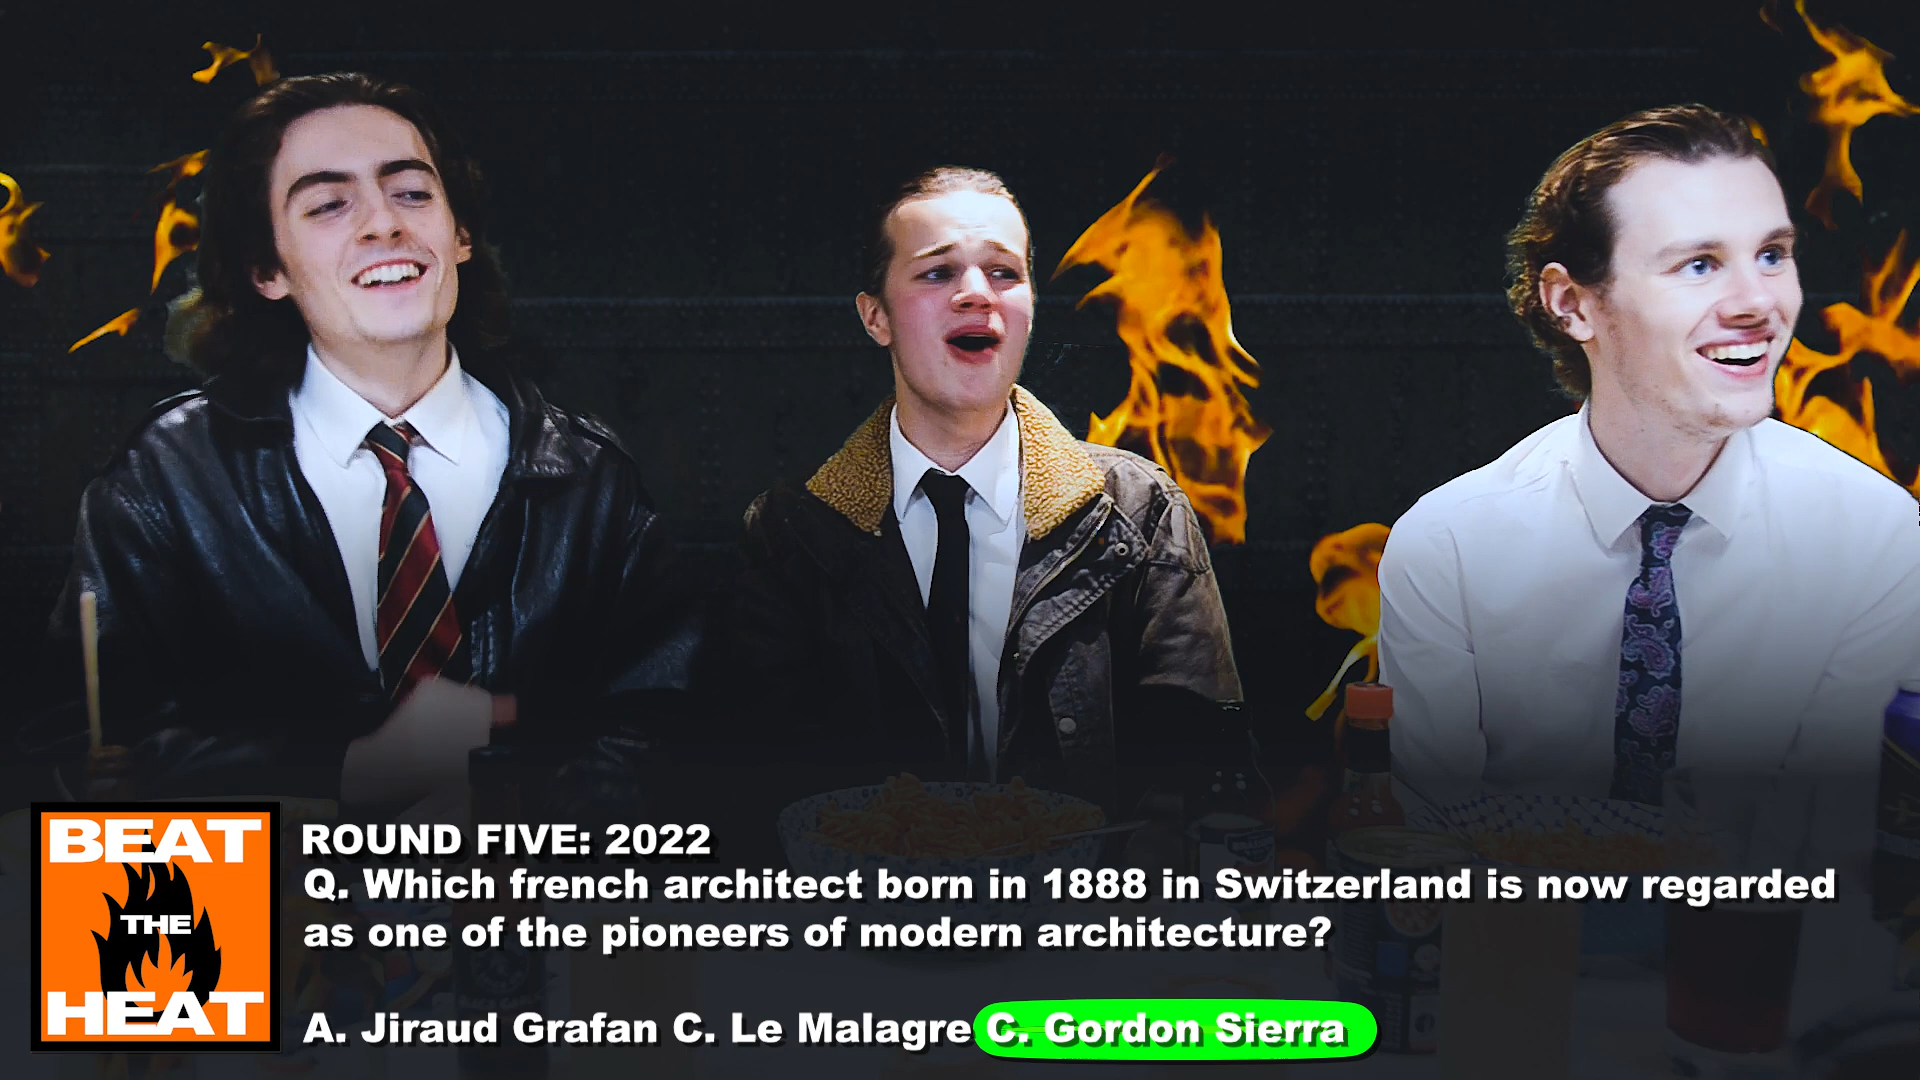 BEAT
THE
HEAT
ROUND FIVE: 2022
Q. Which french architect born in 1888 in Switzerland is now regarded
as one of the pioneers of modern architecture?
A. Jiraud Grafan C. Le Malagre C. Gordon Sierra